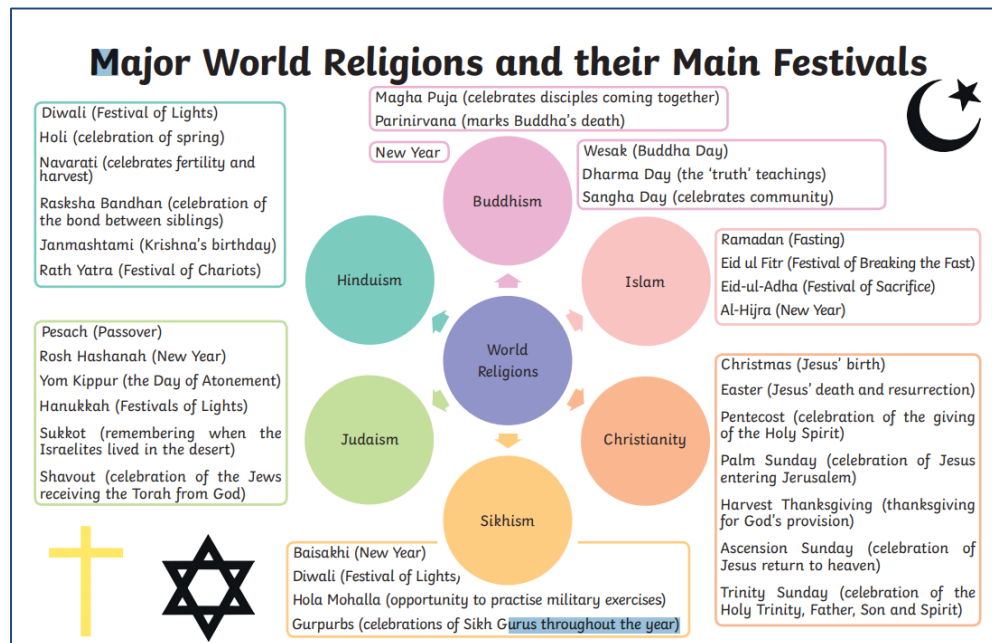 Major World Religions and their Main Festivals
Diwali (Festival of Lights)
Holi (celebration of spring)
Navarati (celebrates fertility and
harvest)
Rasksha Bandhan (celebration of
the bond between siblings)
Janmashtami (Krishna's birthday)
Rath Yatra (Festival of Chariots)
Magha Puja (celebrates disciples coming together)
Parinirvana (marks Buddha's death)
New Year
Wesak (Buddha Day)
Dharma Day (the 'truth' teachings)
Sangha Day (celebrates community)
Buddhism
Hinduism
Islam
Ramadan (Fasting)
Eid ul Fitr (Festival of Breaking the Fast)
Eid-ul-Adha (Festival of Sacrifice)
Al-Hijra (New Year)
World
Religions
Pesach (Passover)
Rosh Hashanah (New Year)
Yom Kippur (the Day of Atonement)
Hanukkah (Festivals of Lights)
Sukkot (remembering when the
Israelites lived in the desert)
Shavout (celebration of the Jews
receiving the Torah from God)
Judaism
Christianity
Christmas (Jesus' birth)
Easter (Jesus' death and resurrection)
Pentecost (celebration of the giving
of the Holy Spirit)
Palm Sunday (celebration of Jesus
entering Jerusalem)
Harvest Thanksgiving (thanksgiving
for God's provision)
Ascension Sunday (celebration of
Jesus return to heaven)
Trinity Sunday (celebration of the
Holy Trinity, Father, Son and Spirit)
Sikhism
Baisakhi (New Year)
Diwali (Festival of Lights)
Hola Mohalla (opportunity to practise military exercises)
Gurpurbs (celebrations of Sikh Gurus throughout the year)